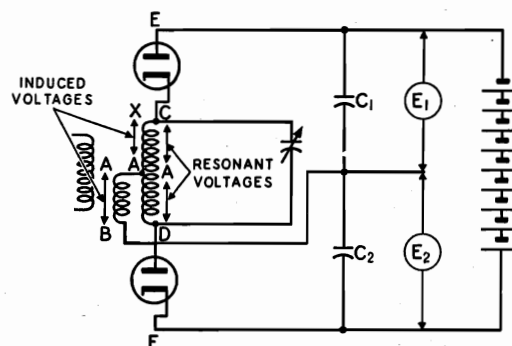 E
INDUCED
VOLTAGES
X
C
C1
E1
A
A
A
RESONANT
VOLTAGES
B
D
C2
E2
F